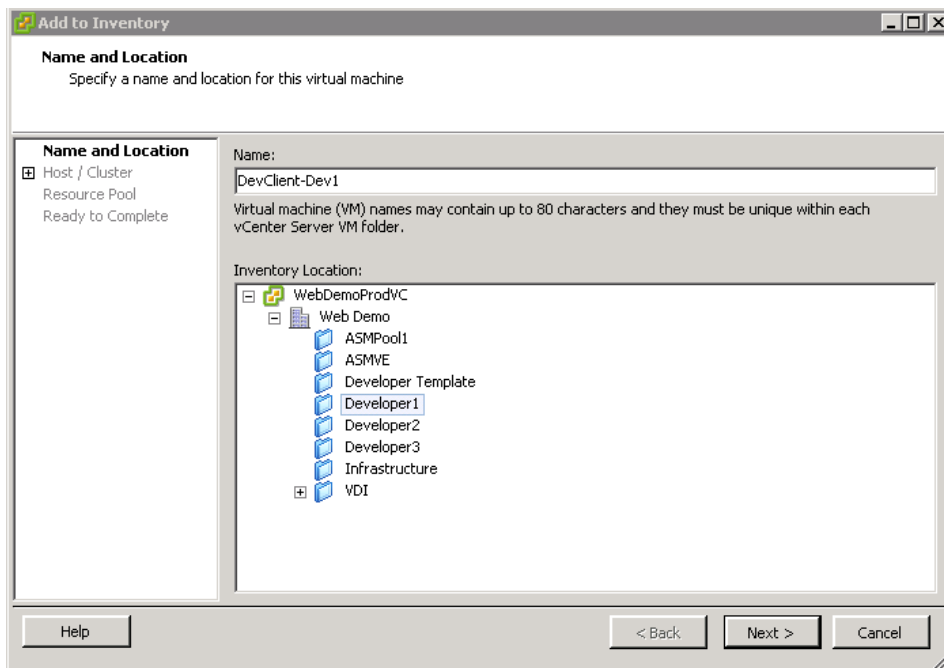 Add to Inventory
Name and Location
Specify a name and location for this virtual machine
Name and Location
Host / Cluster
Resource Pool
Ready to Complete
Name:
DevClient-Dev1
Virtual machine (VM) names may contain up to 80 characters and they must be unique within each
vCenter Server VM folder.
Inventory Location:
WebDemoProdVC
Web Demo
ASMPool1
ASMVE
Developer Template
Developer1
Developer2
Developer3
Infrastructure
VDI
Help
< Back
Next >
Cancel